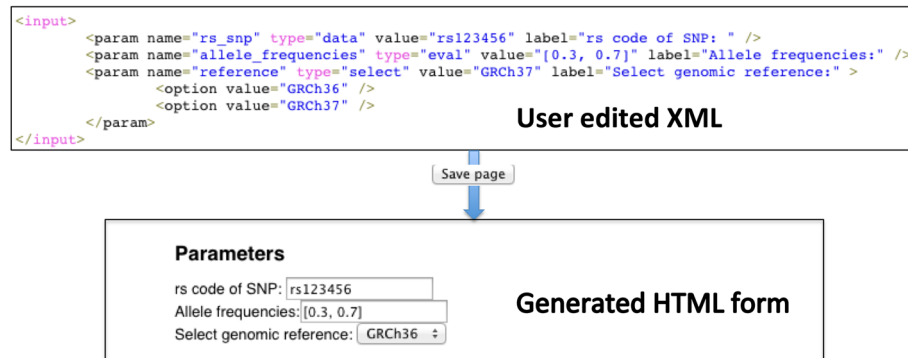 <input>
<param name="rs_snp" type="data" value="rs123456" label="rs code of SNP: " />
<param name="allele_frequencies" type="eval" value="[0.3, 0.7]" label="Allele frequencies:" />
<param name="reference" type="select" value="GRCh37" label="Select genomic reference:" >
<option value="GRCh36" />
<option value="GRCh37" />
</param>
</input>
User edited XML
Save page
Parameters
rs code of SNP: rs123456
Allele frequencies: [0.3, 0.7]
Select genomic reference: GRCh36
Generated HTML form